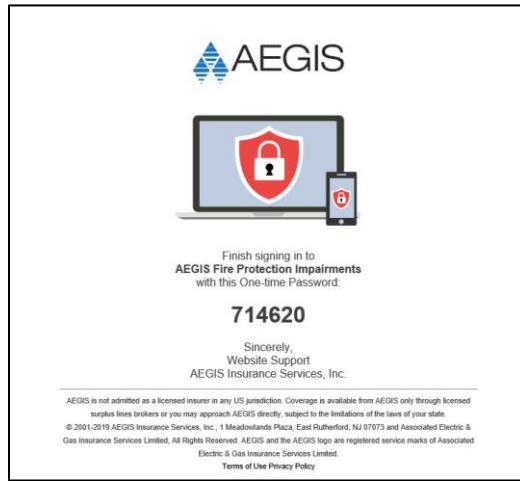 AEGIS
Finish signing in to
AEGIS Fire Protection Impairments
with this One-time Password:
714620
Sincerely,
Website Support
AEGIS Insurance Services, Inc.
AEGIS is not admitted as a licensed insurer in any US jurisdiction. Coverage is available from AEGIS only through licensed
surplus lines brokers or you may approach AEGIS directly, subject to the limitations of the laws of your state.
© 2001-2019 AEGIS Insurance Services, Inc., 1 Meadowlands Plaza, East Rutherford, NJ 07073 and Associated Electric &
Gas Insurance Services Limited, All Rights Reserved. AEGIS and the AEGIS logo are registered service marks of Associated
Electric & Gas Insurance Services Limited.
Terms of Use Privacy Policy